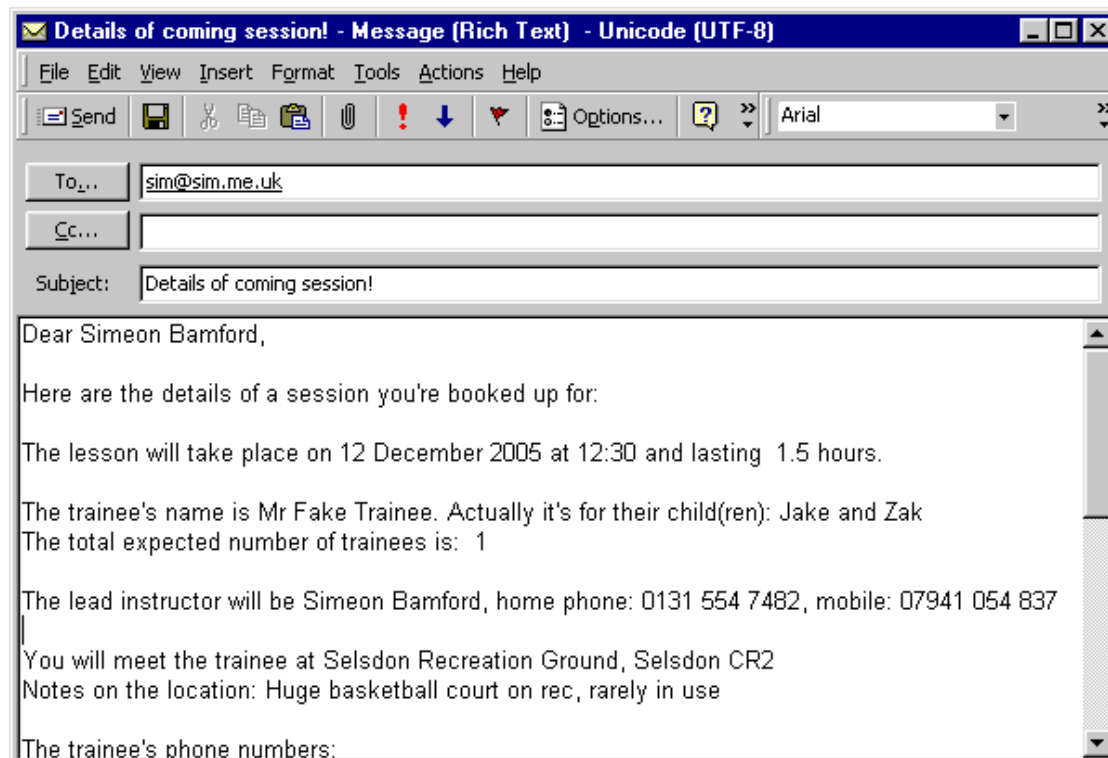 Details of coming session! - Message (Rich Text) - Unicode (UTF-8)
File Edit View Insert Format Tools Actions Help
Send Options... Arial
To... sim@sim.me.uk
Cc...
Subject: Details of coming session!
Dear Simeon Bamford,
Here are the details of a session you're booked up for:
The lesson will take place on 12 December 2005 at 12:30 and lasting  1.5 hours.
The trainee's name is Mr Fake Trainee. Actually it's for their child(ren): Jake and Zak
The total expected number of trainees is:  1
The lead instructor will be Simeon Bamford, home phone: 0131 554 7482, mobile: 07941 054 837
You will meet the trainee at Selsdon Recreation Ground, Selsdon CR2
Notes on the location: Huge basketball court on rec, rarely in use
The trainee's phone numbers: